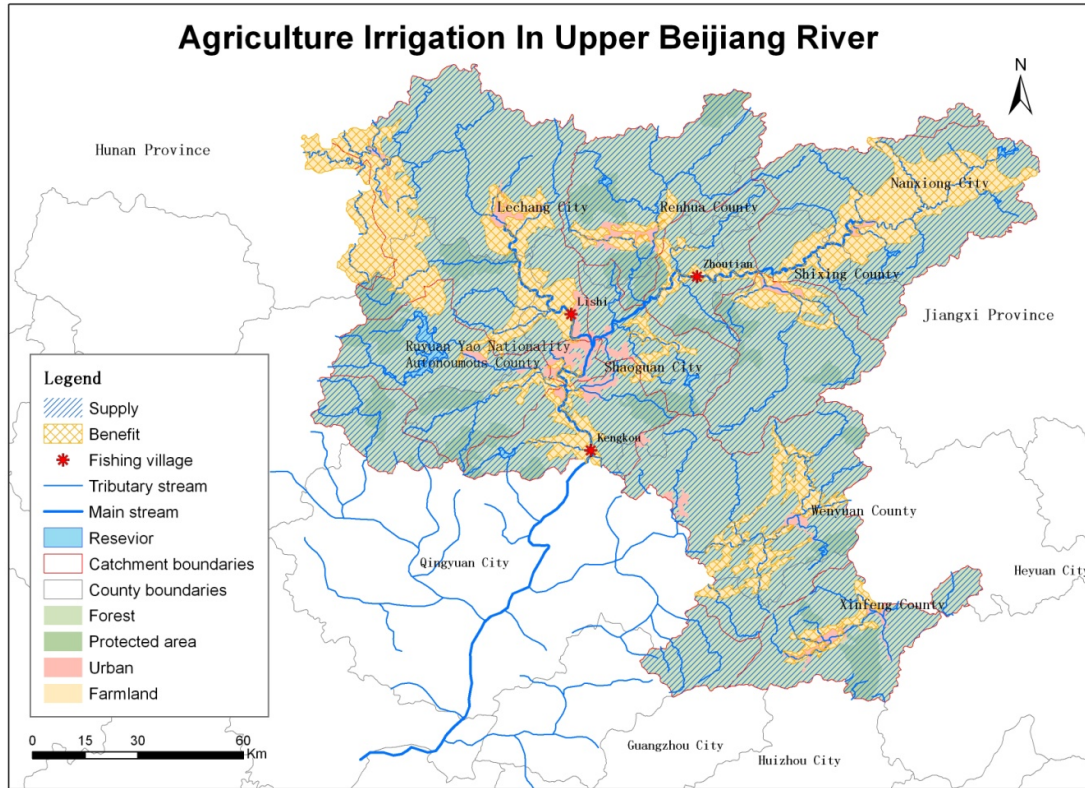 Agriculture Irrigation In Upper Beijiang River
N
Hunan Province
Nanxiong City
Lechang City
Renhua County
Zhoutian
Shixing County
Lishi
Jiangxi Province
Ruyuan Yao Nationality
Autonoumous County
Shaoguan City
Kengkou
Wenyuan County
Qingyuan City
Heyuan City
Xinfeng County
Guangzhou City
Huizhou City
Legend
Supply
Benefit
Fishing village
Tributary stream
Main stream
Resevior
Catchment boundaries
County boundaries
Forest
Protected area
Urban
Farmland
0 15 30 60
Km